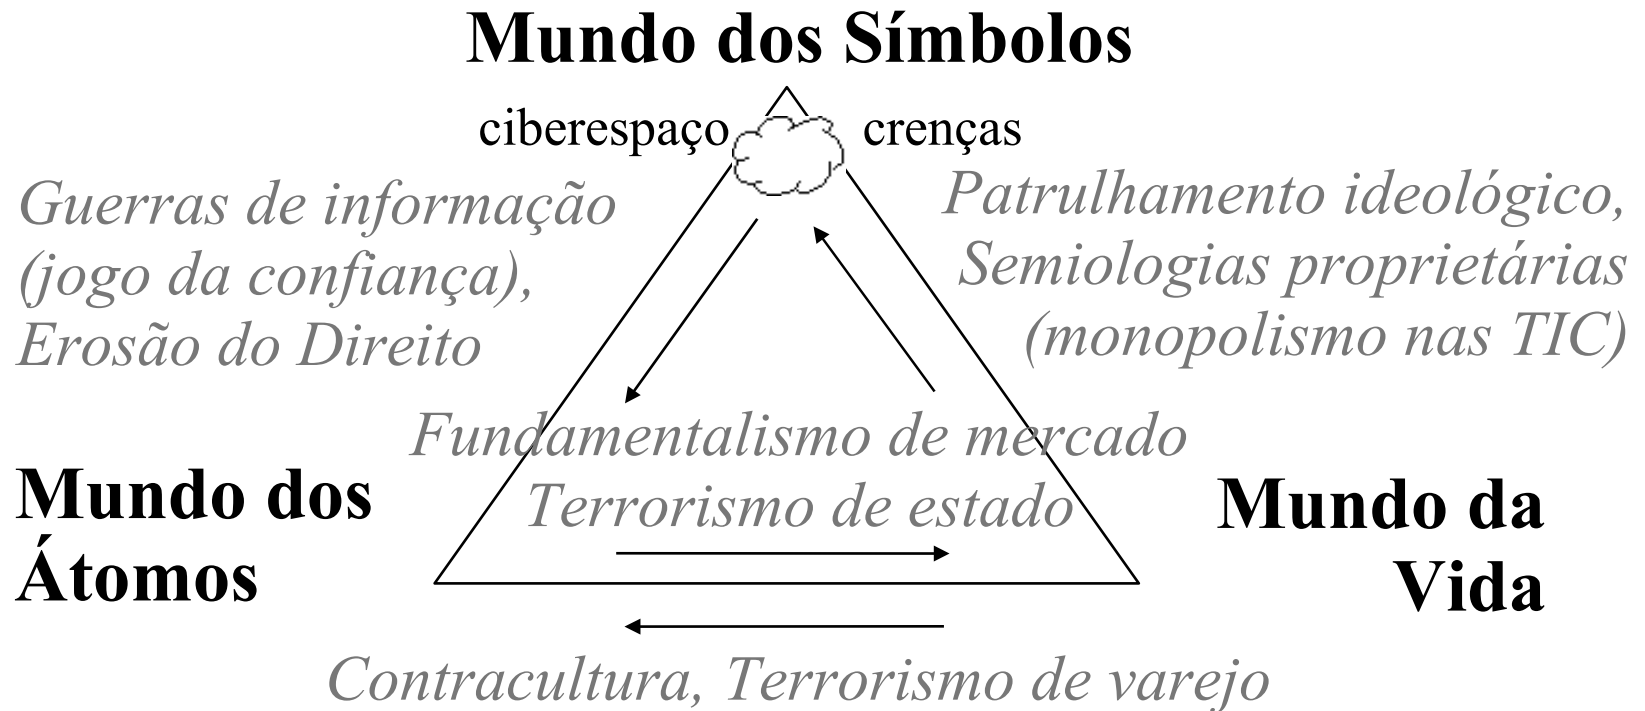 Mundo dos Símbolos
ciberespaço crenças
Guerras de informação
(jogo da confiança),
Erosão do Direito
Patrulhamento ideológico,
Semiologias proprietárias
(monopolismo nas TIC)
Fundamentalismo de mercado
Terrorismo de estado
Mundo dos
Átomos
Mundo da
Vida
Contracultura, Terrorismo de varejo